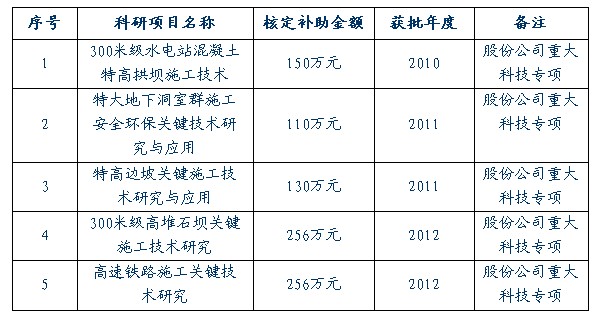 序号 科研项目名称 核定补助金额 获批年度 备注
1 300米级水电站混凝土特高拱坝施工技术 150万元 2010 股份公司重大科技专项
2 特大地下洞室群施工安全环保关键技术研究与应用 110万元 2011 股份公司重大科技专项
3 特高边坡关键施工技术研究与应用 130万元 2011 股份公司重大科技专项
4 300米级高堆石坝关键施工技术研究 256万元 2012 股份公司重大科技专项
5 高速铁路施工关键技术研究 256万元 2012 股份公司重大科技专项